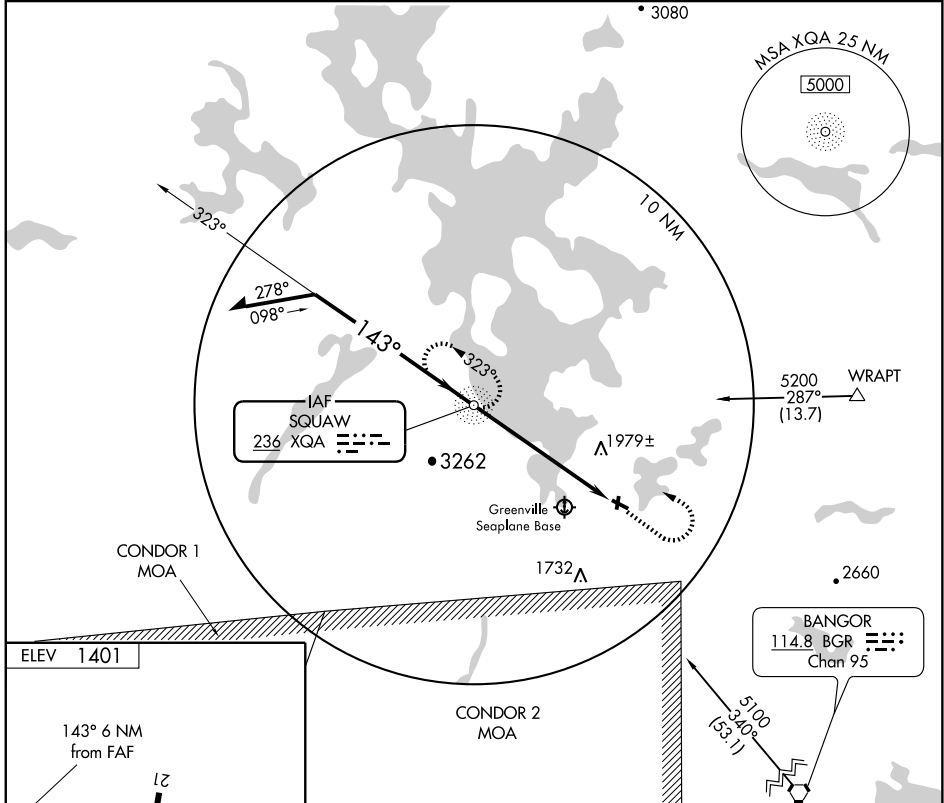 3080
MSA XQA 25 NM
5000
10 NM
323°
278°
098°
143°
323°
5200
287°
(13.7)
WRAPT
IAF
SQUAW
236 XQA
1979±
3262
Greenville
Seaplane Base
CONDOR 1
MOA
1732
2660
BANGOR
114.8 BGR
Chan 95
ELEV 1401
5100
340°
(53.1)
CONDOR 2
MOA
143° 6 NM
from FAF
21